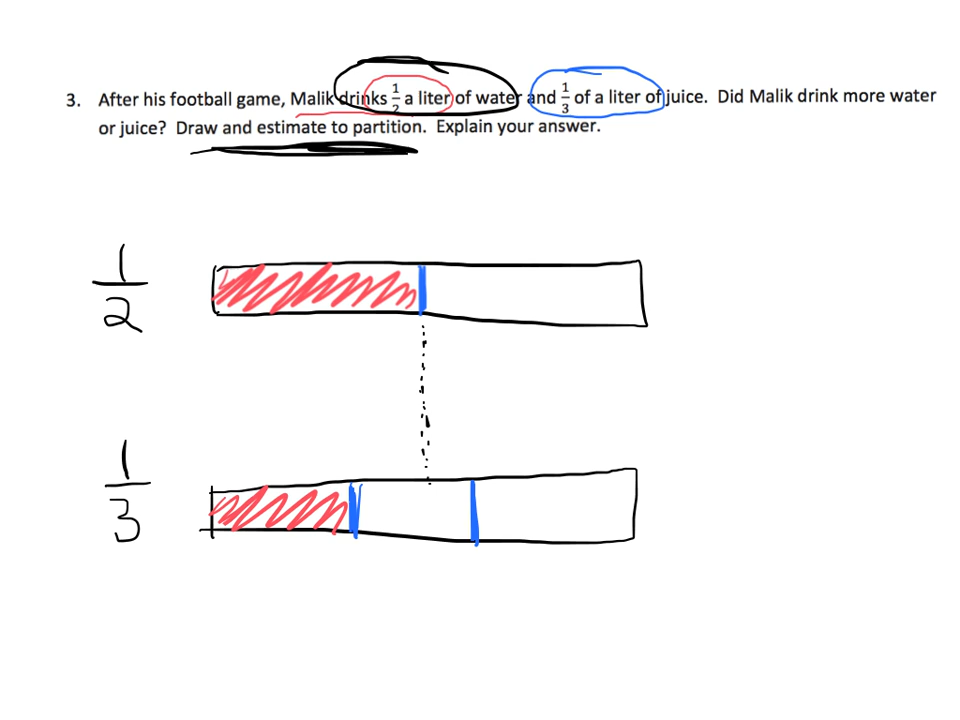 3. After his football game, Malik drinks 1/2 a liter of water and 1/3 of a liter of juice. Did Malik drink more water
or juice? Draw and estimate to partition. Explain your answer.
1/2
1/3